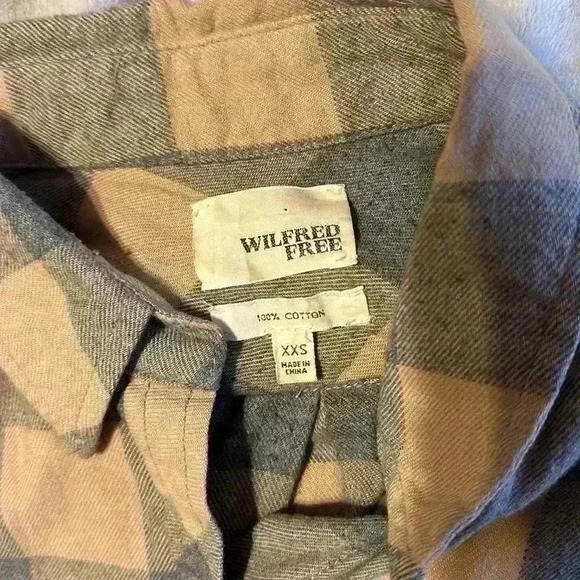 WILFRED
FREE
100% COTTON
XXS
MADE IN
CHINA